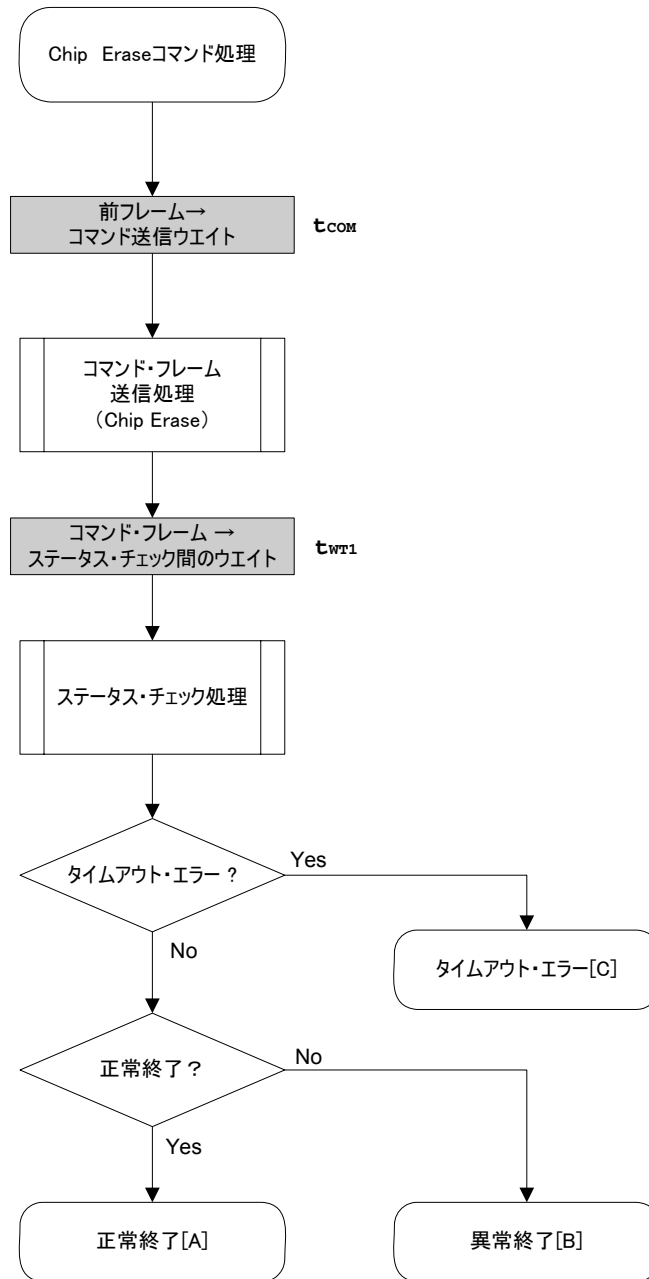 Chip Eraseコマンド処理
前フレーム→
コマンド送信ウエイト
tCOM
コマンド・フレーム
送信処理
（Chip Erase）
コマンド・フレーム →
ステータス・チェック間のウエイト
tWT1
ステータス・チェック処理
タイムアウト・エラー ?
Yes
No
タイムアウト・エラー[C]
正常終了？
No
Yes
正常終了[A]
異常終了[B]